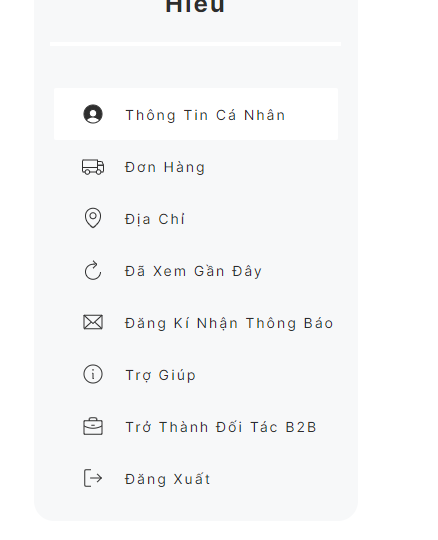 Hiếu
Thông Tin Cá Nhân
Đơn Hàng
Địa Chỉ
Đã Xem Gần Đây
Đăng Kí Nhận Thông Báo
Trợ Giúp
Trở Thành Đối Tác B2B
Đăng Xuất